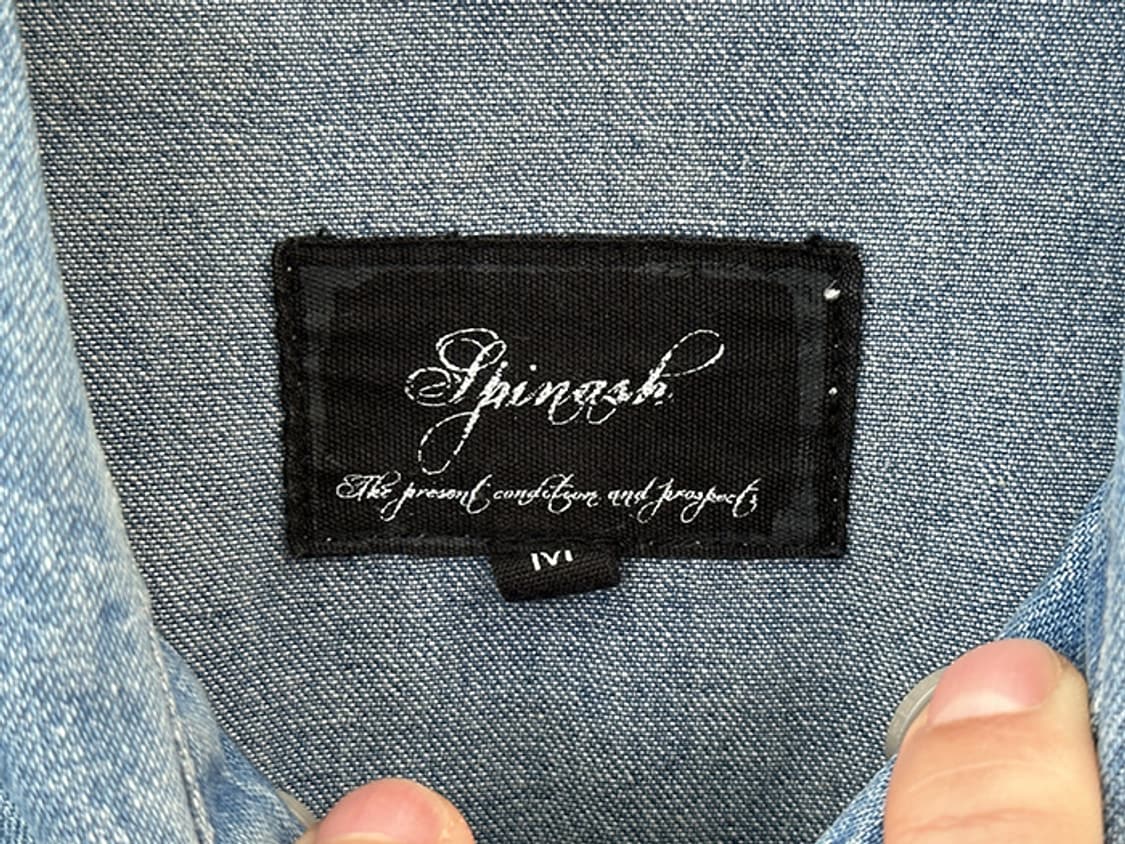 Spinash
The present condition and prospects
M